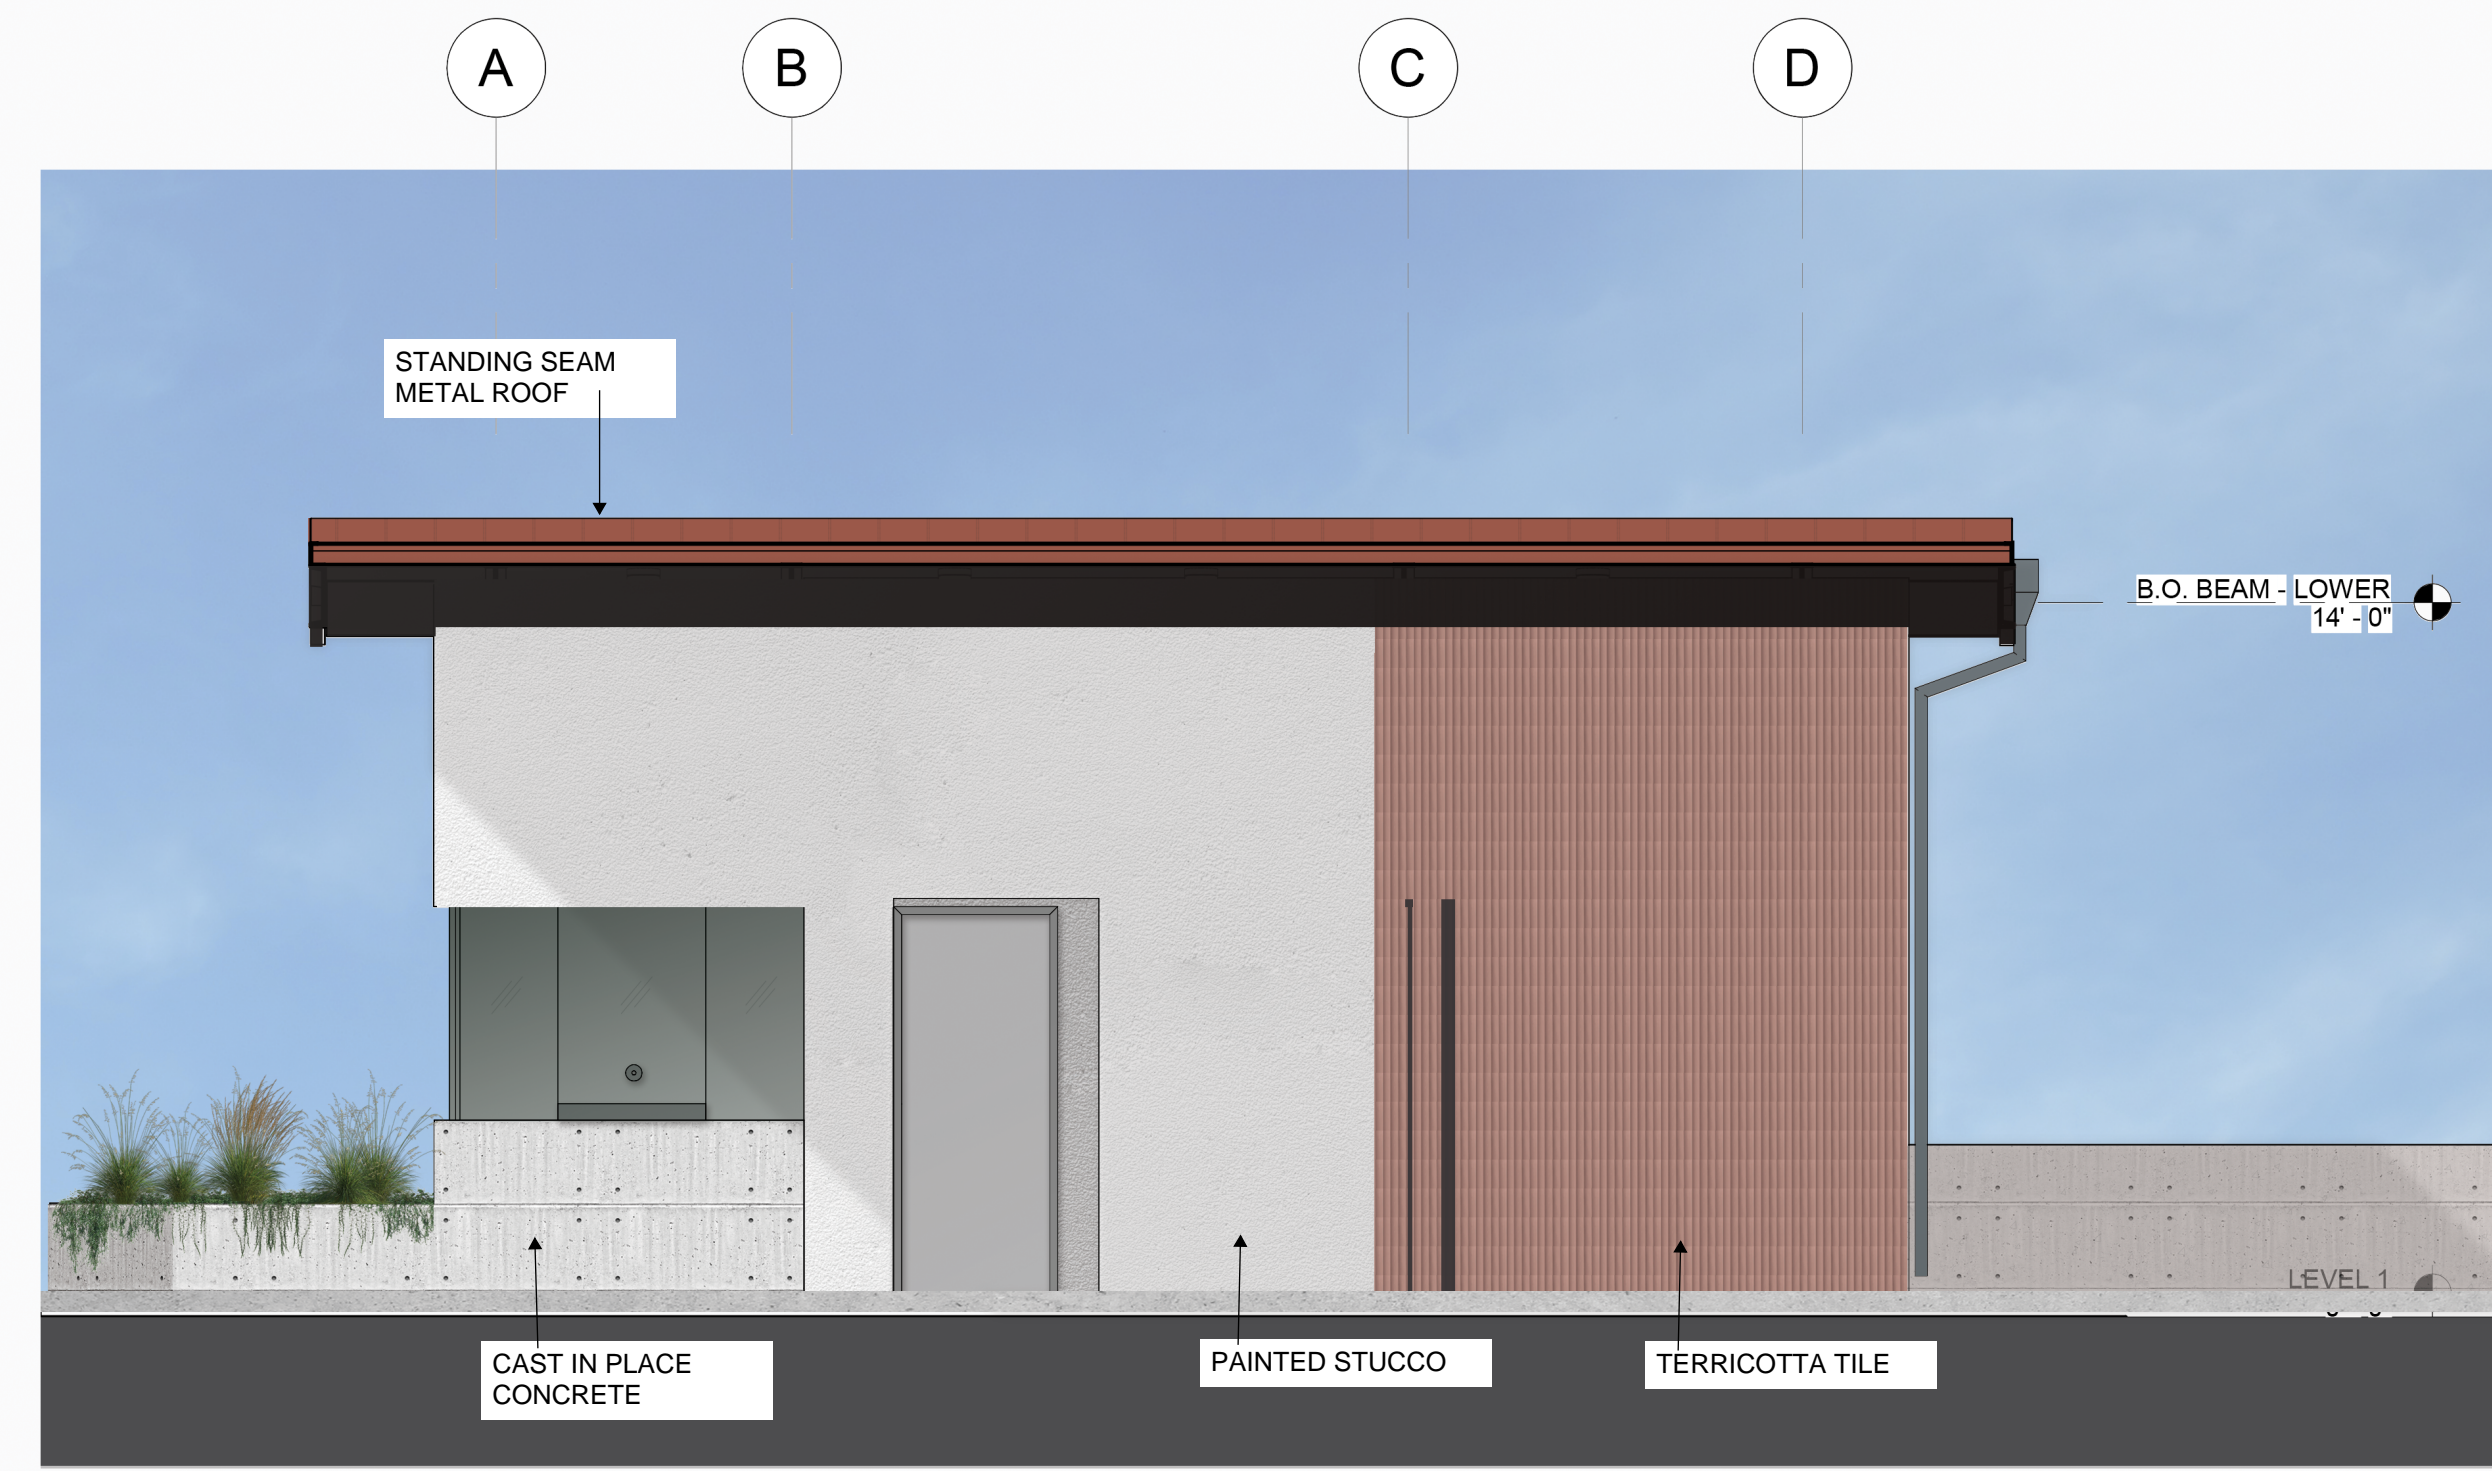 A B C D
STANDING SEAM
METAL ROOF
B.O. BEAM - LOWER
14' - 0"
LEVEL 1
CAST IN PLACE
CONCRETE
PAINTED STUCCO
TERRICOTTA TILE